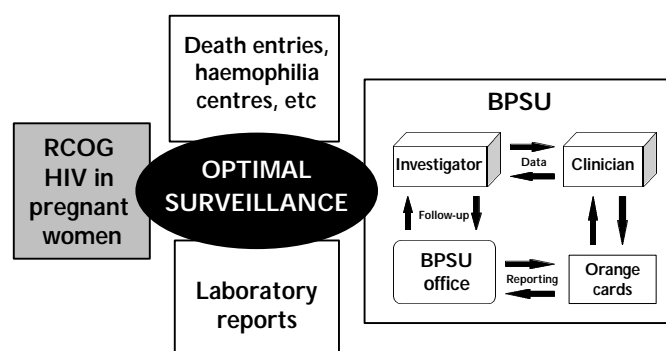 Death entries,
haemophilia
centres, etc
RCOG
HIV in
pregnant
women
OPTIMAL
SURVEILLANCE
Laboratory
reports
BPSU
Investigator
Data
Clinician
Follow-up
BPSU
office
Reporting
Orange
cards